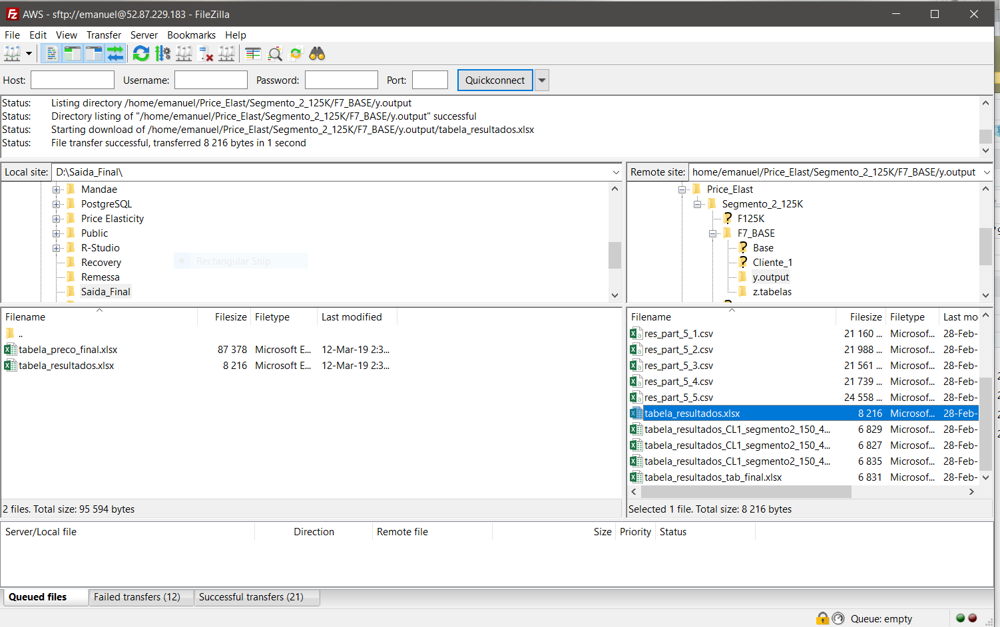 AWS - sftp://emanuel@52.87.229.183 - FileZilla
File Edit View Transfer Server Bookmarks Help
Host: Username: Password: Port: Quickconnect
Status: Listing directory /home/emanuel/Price_Elast/Segmento_2_125K/F7_BASE/y.output
Status: Directory listing of "/home/emanuel/Price_Elast/Segmento_2_125K/F7_BASE/y.output" successful
Status: Starting download of /home/emanuel/Price_Elast/Segmento_2_125K/F7_BASE/y.output/tabela_resultados.xlsx
Status: File transfer successful, transferred 8 216 bytes in 1 second
Local site: D:\Saida_Final\
Mandae
PostgreSQL
Price Elasticity
Public
R-Studio
Recovery
Rectangular Snip
Remessa
Saida_Final
Remote site: home/emanuel/Price_Elast/Segmento_2_125K/F7_BASE/y.output
Price_Elast
Segmento_2_125K
F125K
F7_BASE
Base
Cliente_1
y.output
z.tabelas
Filename Filesize Filetype Last modified
..
tabela_preco_final.xlsx 87 378 Microsoft E... 12-Mar-19 2:3...
tabela_resultados.xlsx 8 216 Microsoft E... 12-Mar-19 2:3...
2 files. Total size: 95 594 bytes
Filename Filesize Filetype Last mo
res_part_5_1.csv 21 160 ... Microsof... 28-Feb-
res_part_5_2.csv 21 988 ... Microsof... 28-Feb-
res_part_5_3.csv 21 561 ... Microsof... 28-Feb-
res_part_5_4.csv 21 739 ... Microsof... 28-Feb-
res_part_5_5.csv 24 558 ... Microsof... 28-Feb-
tabela_resultados.xlsx 8 216 Microsof... 28-Feb-
tabela_resultados_CL1_segmento2_150_4... 6 829 Microsof... 28-Feb-
tabela_resultados_CL1_segmento2_150_4... 6 827 Microsof... 28-Feb-
tabela_resultados_CL1_segmento2_150_4... 6 835 Microsof... 28-Feb-
tabela_resultados_tab_final.xlsx 6 831 Microsof... 28-Feb-
Selected 1 file. Total size: 8 216 bytes
Server/Local file Direction Remote file Size Priority Status
Queued files Failed transfers (12) Successful transfers (21)
Queue: empty